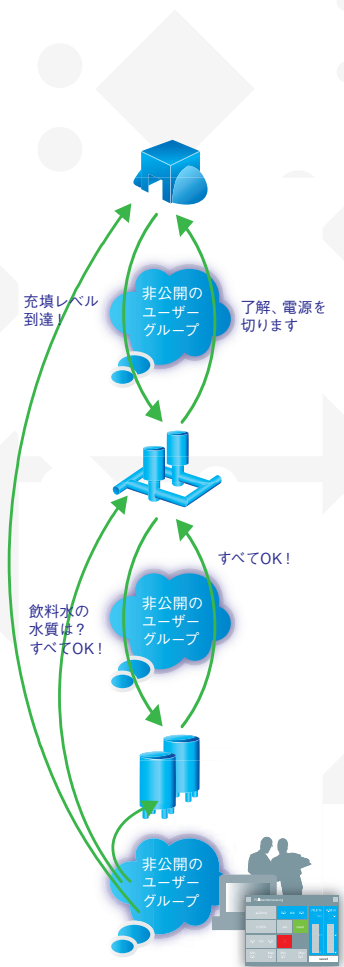 充填レベル
到達！
非公開の
ユーザー
グループ
了解、電源を
切ります
すべてOK！
飲料水の
水質は？
すべてOK！
非公開の
ユーザー
グループ
非公開の
ユーザー
グループ